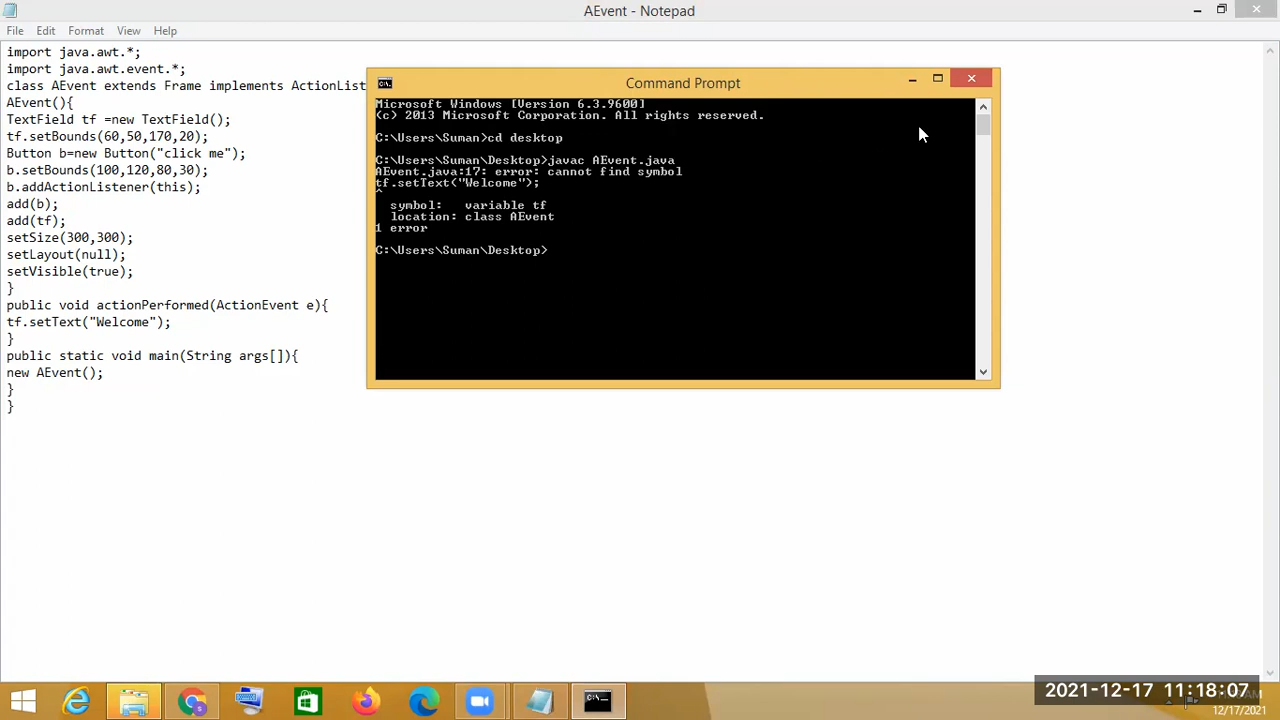 AEvent - Notepad
File Edit Format View Help
import java.awt.*;
import java.awt.event.*;
class AEvent extends Frame implements ActionList
AEvent(){
TextField tf =new TextField();
tf.setBounds(60,50,170,20);
Button b=new Button("click me");
b.setBounds(100,120,80,30);
b.addActionListener(this);
add(b);
add(tf);
setSize(300,300);
setLayout(null);
setVisible(true);
}
public void actionPerformed(ActionEvent e){
tf.setText("Welcome");
}
public static void main(String args[]){
new AEvent();
}
}
Command Prompt
Microsoft Windows [Version 6.3.9600]
(c) 2013 Microsoft Corporation. All rights reserved.
C:\Users\Suman>cd desktop
C:\Users\Suman\Desktop>javac AEvent.java
AEvent.java:17: error: cannot find symbol
tf.setText("Welcome");
^
symbol:   variable tf
location: class AEvent
1 error
C:\Users\Suman\Desktop>
2021-12-17 11:18:07
12/17/2021